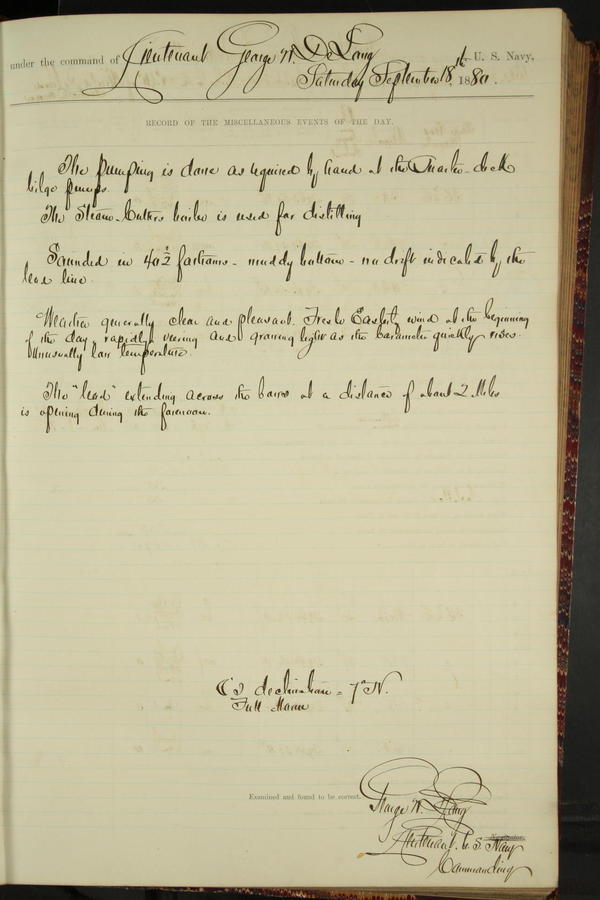 under the command of Lieutenant George W. De Long U. S. Navy,
Saturday September 18th, 1880.
RECORD OF THE MISCELLANEOUS EVENTS OF THE DAY.
The pumping is done as required by hand at the Quarter-deck
bilge pumps.
The Steam-Cutters boiler is used for distilling
Sounded in 40½ fathoms - muddy bottom - no drift indicated by the
lead line.
Weather generally clear and pleasant. Fresh Easterly wind at the beginning
of the day, rapidly veering and growing light as the barometer quickly rises.
Unusually low temperature.
The "lead" extending across the bows at a distance of about 2 Miles
is opening during the forenoon.
☾'s declination = 7° N.
Full Moon
Examined and found to be correct.
George W. De Long
Lieutenant, U. S. Navy
Navigator.
Commanding